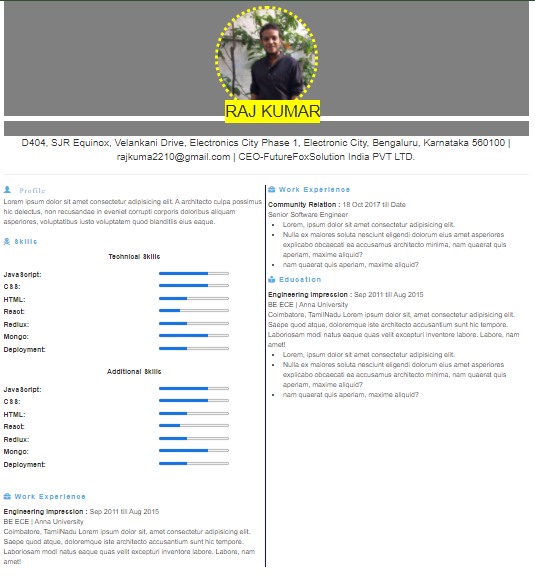 RAJ KUMAR
D404, SJR Equinox, Velankani Drive, Electronics City Phase 1, Electronic City, Bengaluru, Karnataka 560100 |
rajkuma2210@gmail.com | CEO-FutureFoxSolution India PVT LTD.
Profile
Lorem ipsum dolor sit amet consectetur adipisicing elit. A architecto culpa possimus
hic delectus, non recusandae in eveniet corrupti corporis doloribus aliquam
asperiores, voluptatibus iusto voluptatem quod blanditiis eius eaque.
Skills
Technical Skills
JavaScript:
CSS:
HTML:
React:
Redux:
Mongo:
Deployment:
Additional Skills
JavaScript:
CSS:
HTML:
React:
Redux:
Mongo:
Deployment:
Work Experience
Engineering Impression : Sep 2011 till Aug 2015
BE ECE | Anna University
Coimbatore, TamilNadu Lorem ipsum dolor sit, amet consectetur adipisicing elit.
Saepe quod atque, doloremque iste architecto accusantium sunt hic tempore.
Laboriosam modi natus eaque quas velit excepturi inventore labore. Labore, nam
amet!
Work Experience
Community Relation : 18 Oct 2017 till Date
Senior Software Engineer
Lorem, ipsum dolor sit amet consectetur adipisicing elit.
Nulla ex maiores soluta nesciunt eligendi dolorum eius amet asperiores
explicabo obcaecati ea accusamus architecto minima, nam quaerat quis
aperiam, maxime aliquid?
nam quaerat quis aperiam, maxime aliquid?
Education
Engineering Impression : Sep 2011 till Aug 2015
BE ECE | Anna University
Coimbatore, TamilNadu Lorem ipsum dolor sit, amet consectetur adipisicing elit.
Saepe quod atque, doloremque iste architecto accusantium sunt hic tempore.
Laboriosam modi natus eaque quas velit excepturi inventore labore. Labore, nam
amet!
Lorem, ipsum dolor sit amet consectetur adipisicing elit.
Nulla ex maiores soluta nesciunt eligendi dolorum eius amet asperiores
explicabo obcaecati ea accusamus architecto minima, nam quaerat quis
aperiam, maxime aliquid?
nam quaerat quis aperiam, maxime aliquid?